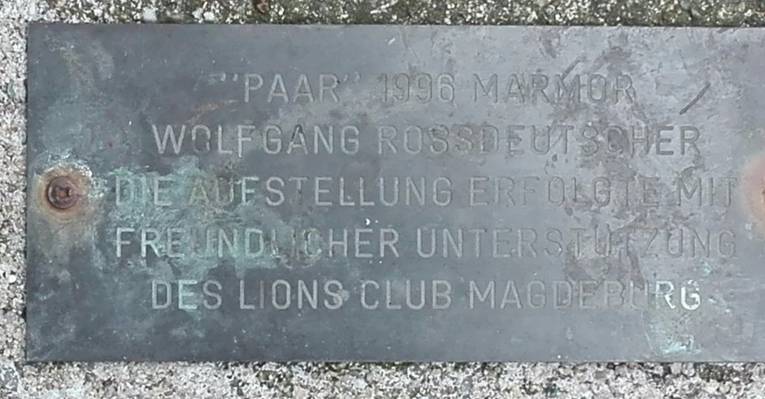 "PAAR" 1996 MARMOR
WOLFGANG ROSSDEUTSCHER
DIE AUFSTELLUNG ERFOLGTE MIT
FREUNDLICHER UNTERSTÜTZUNG
DES LIONS CLUB MAGDEBURG